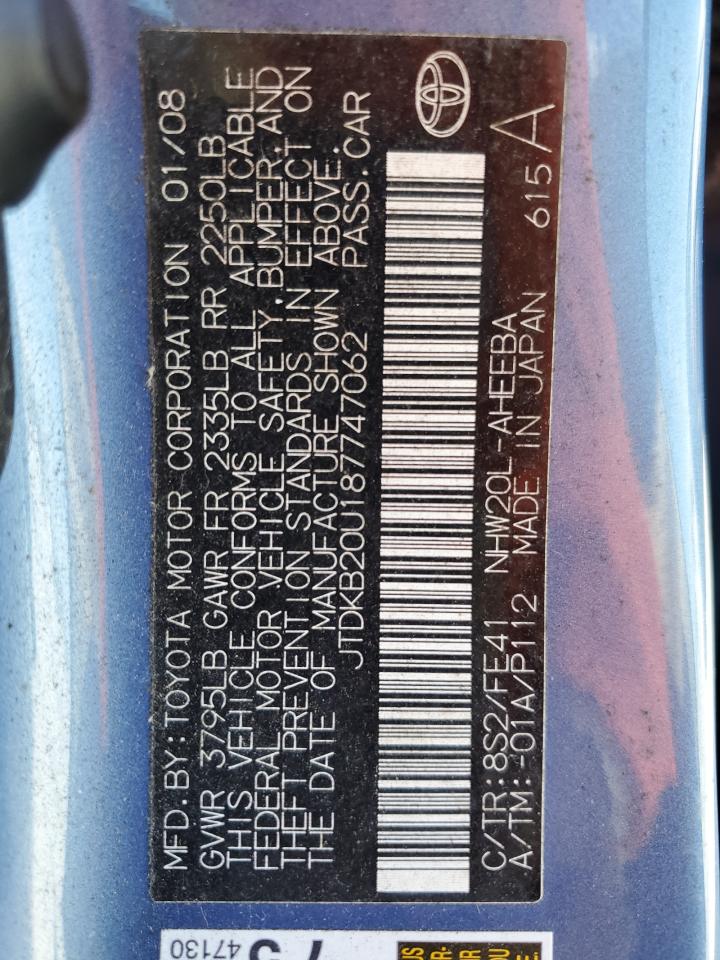 MFD.BY:TOYOTA MOTOR CORPORATION 01/08
GVWR 3795LB GAWR FR 2335LB RR 2250LB
THIS VEHICLE CONFORMS TO ALL APPLICABLE
FEDERAL MOTOR VEHICLE SAFETY,BUMPER,AND
THEFT PREVENTION STANDARDS IN EFFECT ON
THE DATE OF MANUFACTURE SHOWN ABOVE.
JTDKB20U187747062 PASS.CAR
C/TR:8S2/FE41 NHW20L-AHEEBA
A/TM:-01A/P112 MADE IN JAPAN 615 A
47130